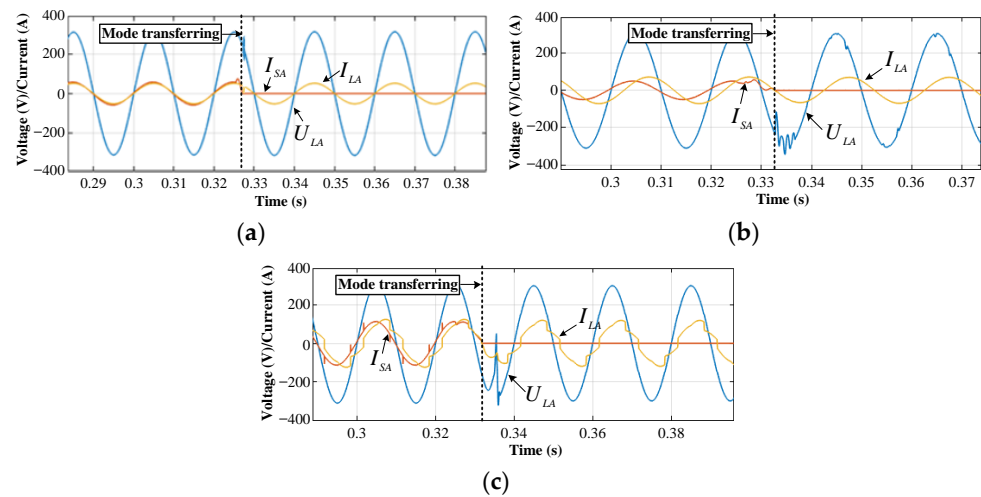 400
200
0
−200
−400
Voltage (V)/Current (A)
Mode transferring
I_SA
I_LA
U_LA
0.29 0.3 0.31 0.32 0.33 0.34 0.35 0.36 0.37 0.38
Time (s)
(a)
400
200
0
−200
−400
Voltage (V)/Current (A)
Mode transferring
I_LA
I_SA
U_LA
0.3 0.31 0.32 0.33 0.34 0.35 0.36 0.37
Time (s)
(b)
400
200
0
−200
−400
Voltage (V)/Current (A)
Mode transferring
I_LA
I_SA
U_LA
0.3 0.32 0.34 0.36 0.38
Time (s)
(c)